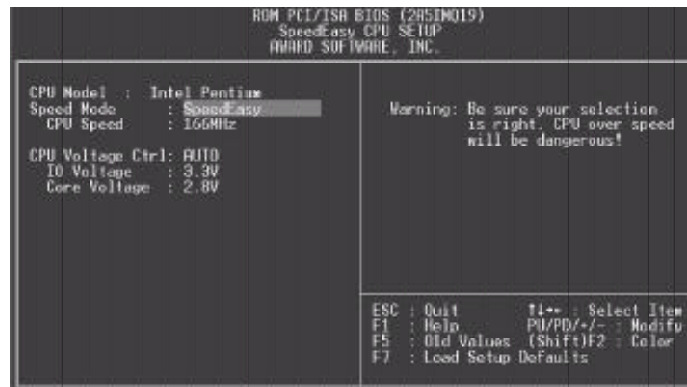 ROM PCI/ISA BIOS (2A5IMQ19)
SpeedEasy CPU SETUP
AWARD SOFTWARE, INC.
CPU Model : Intel Pentium
Speed Mode : SpeedEasy
CPU Speed : 166MHz
CPU Voltage Ctrl: AUTO
IO Voltage : 3.3V
Core Voltage : 2.8V
Warning: Be sure your selection
is right. CPU over speed
will be dangerous!
ESC : Quit ↑↓→← : Select Item
F1 : Help PU/PD/+/- : Modify
F5 : Old Values (Shift)F2 : Color
F7 : Load Setup Defaults